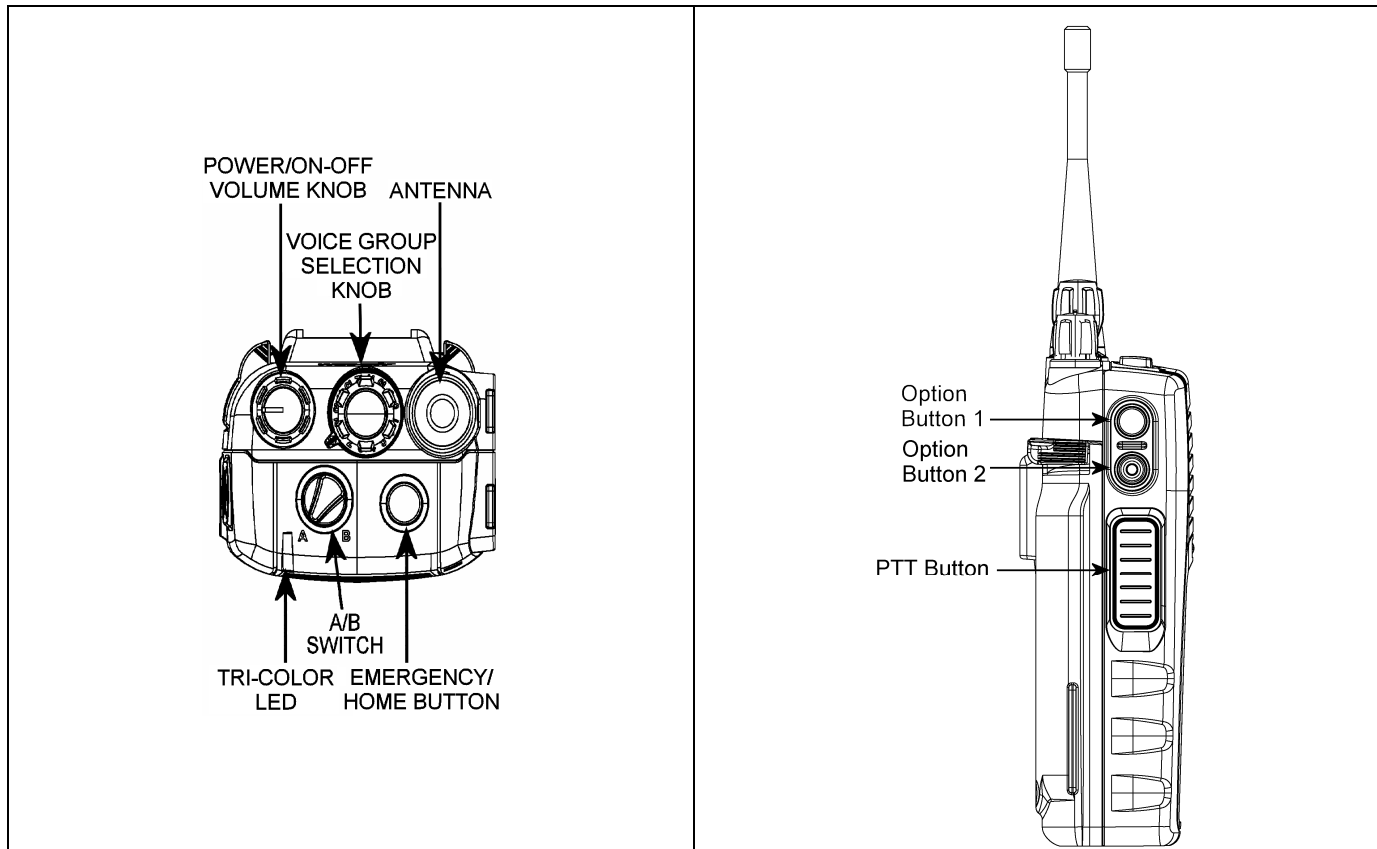 POWER/ON-OFF
VOLUME KNOB
ANTENNA
VOICE GROUP
SELECTION
KNOB
A
B
A/B
SWITCH
TRI-COLOR
LED
EMERGENCY/
HOME BUTTON
Option
Button 1
Option
Button 2
PTT Button